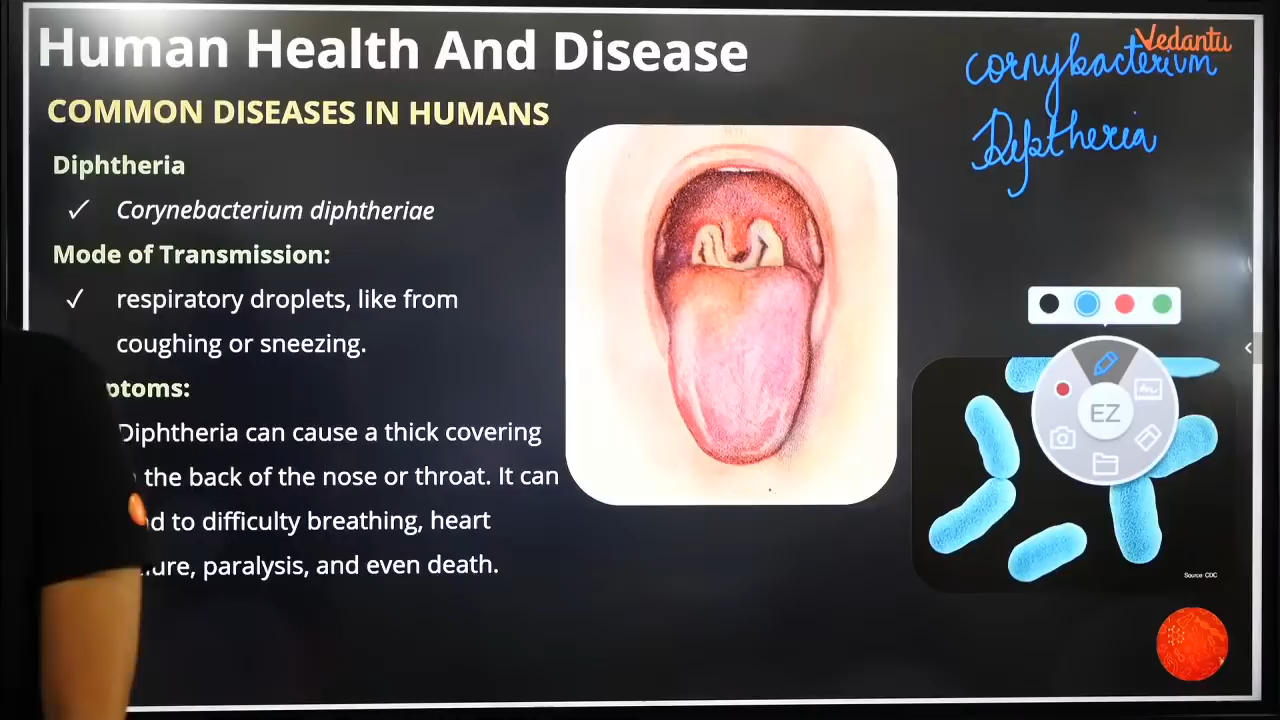 Human Health And Disease
Vedantu
cornybacterium
Diptheria
COMMON DISEASES IN HUMANS
Diphtheria
✓ Corynebacterium diphtheriae
Mode of Transmission:
✓ respiratory droplets, like from
coughing or sneezing.
ptoms:
Diphtheria can cause a thick covering
the back of the nose or throat. It can
d to difficulty breathing, heart
lure, paralysis, and even death.
EZ
Source CDC